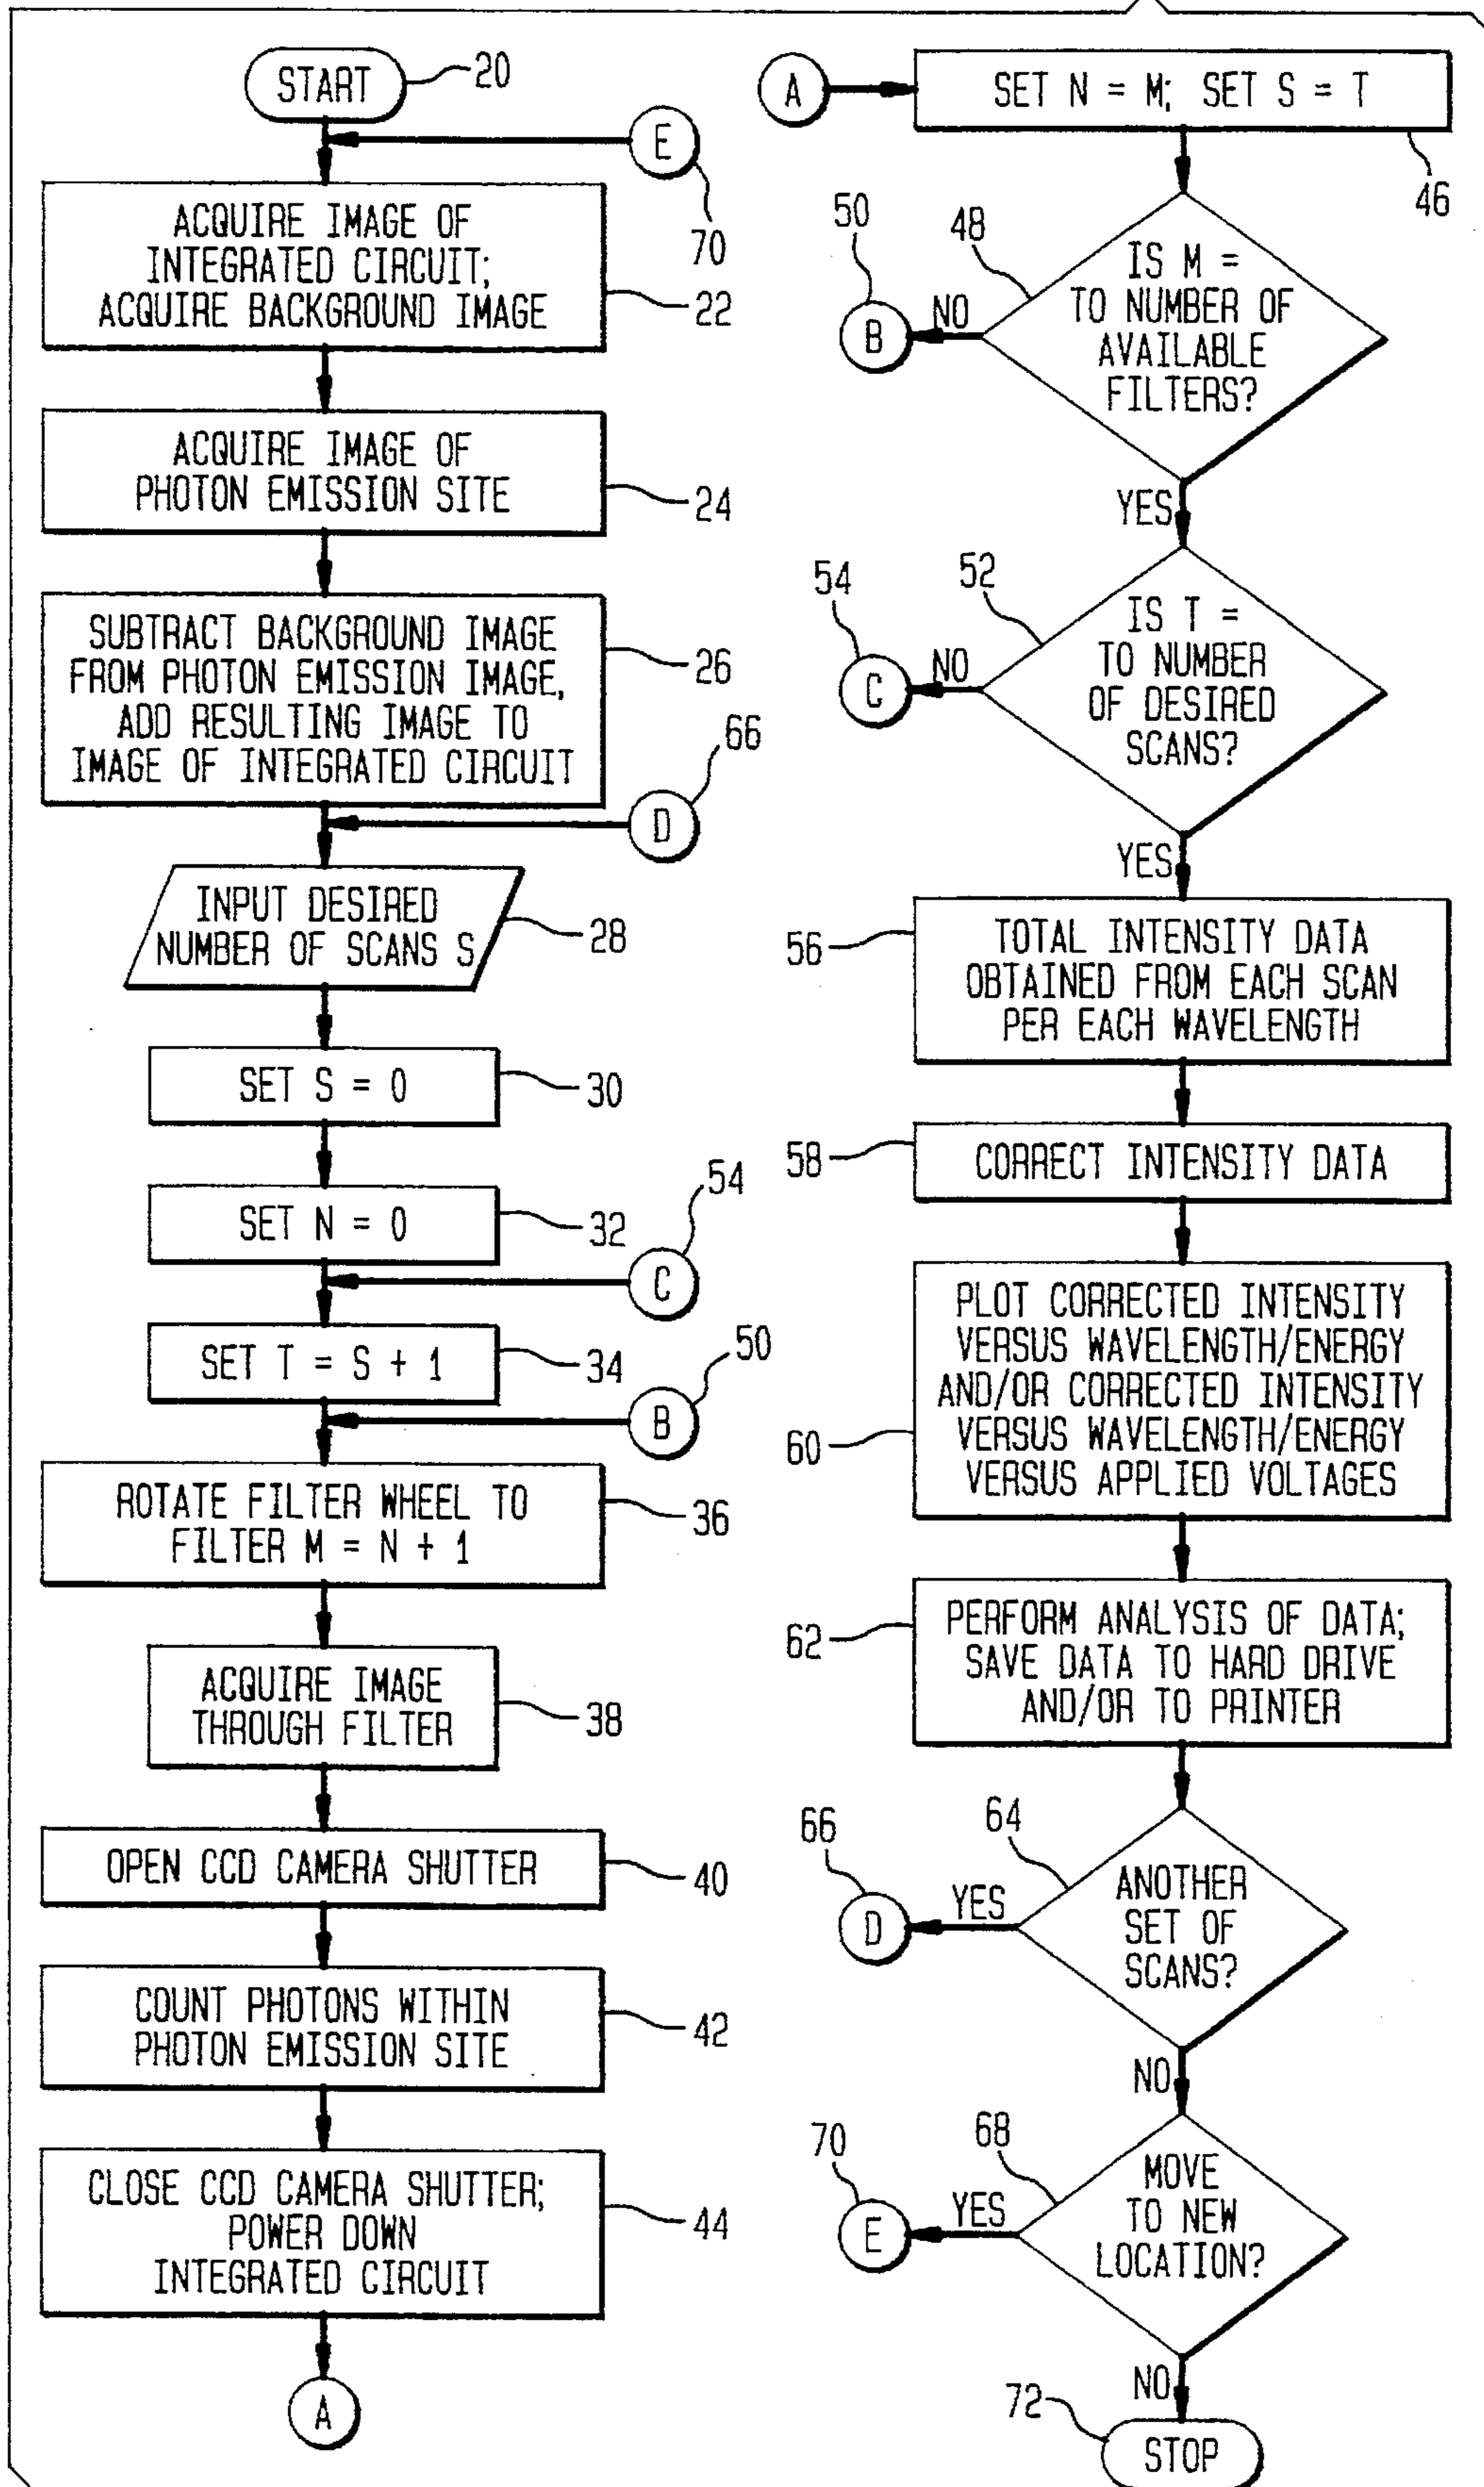 START
20
E
70
ACQUIRE IMAGE OF
INTEGRATED CIRCUIT;
ACQUIRE BACKGROUND IMAGE
22
ACQUIRE IMAGE OF
PHOTON EMISSION SITE
24
SUBTRACT BACKGROUND IMAGE
FROM PHOTON EMISSION IMAGE,
ADD RESULTING IMAGE TO
IMAGE OF INTEGRATED CIRCUIT
26
66
D
INPUT DESIRED
NUMBER OF SCANS S
28
SET S = 0
30
SET N = 0
32
54
C
SET T = S + 1
34
50
B
ROTATE FILTER WHEEL TO
FILTER M = N + 1
36
ACQUIRE IMAGE
THROUGH FILTER
38
OPEN CCD CAMERA SHUTTER
40
COUNT PHOTONS WITHIN
PHOTON EMISSION SITE
42
CLOSE CCD CAMERA SHUTTER;
POWER DOWN
INTEGRATED CIRCUIT
44
A
A
SET N = M; SET S = T
46
48
IS M =
TO NUMBER OF
AVAILABLE
FILTERS?
NO
50
B
YES
52
IS T =
TO NUMBER
OF DESIRED
SCANS?
NO
54
C
YES
56
TOTAL INTENSITY DATA
OBTAINED FROM EACH SCAN
PER EACH WAVELENGTH
58
CORRECT INTENSITY DATA
60
PLOT CORRECTED INTENSITY
VERSUS WAVELENGTH/ENERGY
AND/OR CORRECTED INTENSITY
VERSUS WAVELENGTH/ENERGY
VERSUS APPLIED VOLTAGES
62
PERFORM ANALYSIS OF DATA;
SAVE DATA TO HARD DRIVE
AND/OR TO PRINTER
64
ANOTHER
SET OF
SCANS?
YES
66
D
NO
68
MOVE
TO NEW
LOCATION?
YES
70
E
NO
72
STOP